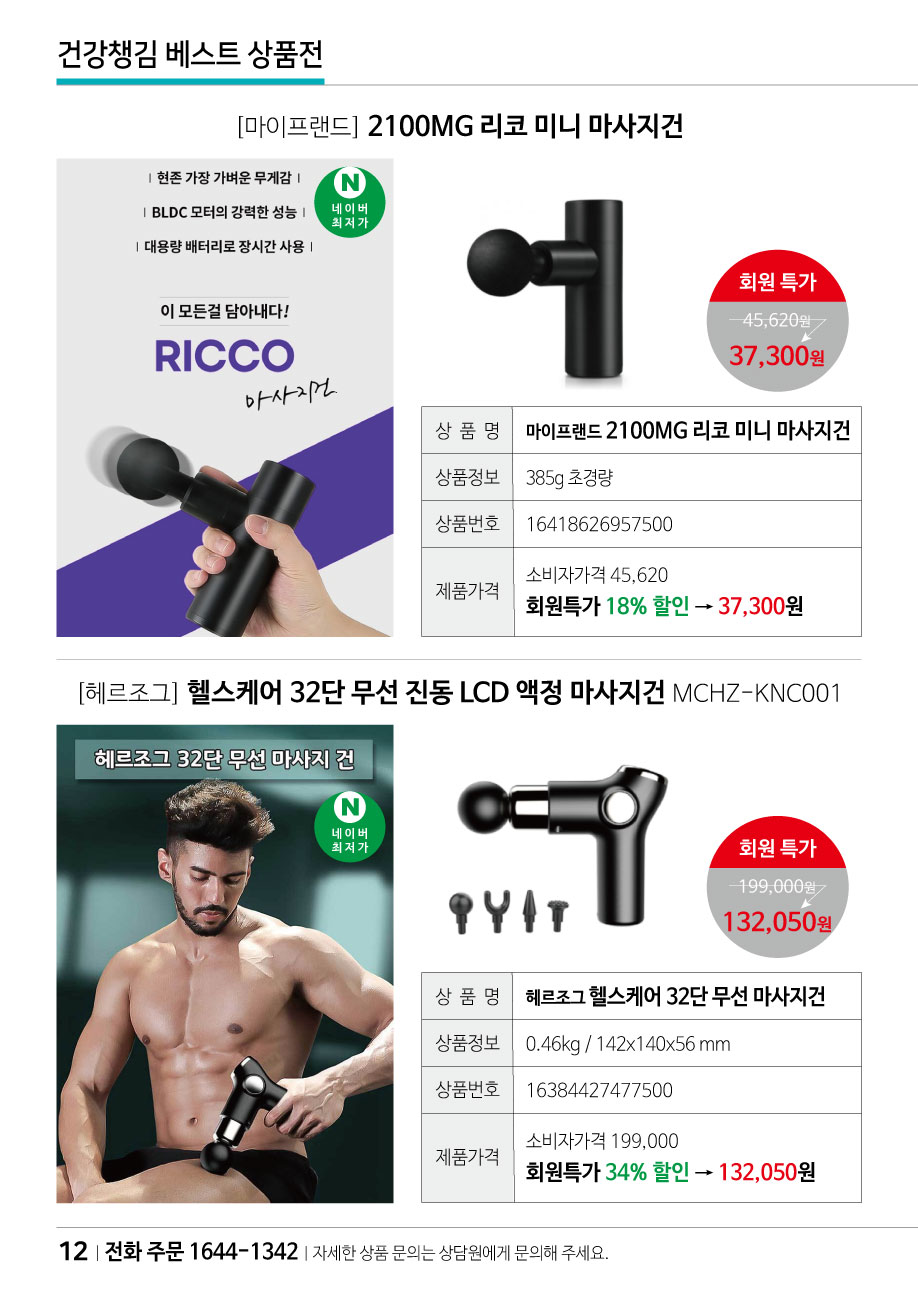 건강챙김 베스트 상품전
[마이프랜드] 2100MG 리코 미니 마사지건
| 현존 가장 가벼운 무게감 |
| BLDC 모터의 강력한 성능 |
| 대용량 배터리로 장시간 사용 |
N
네이버
최저가
이 모든걸 담아내다!
RICCO
마사지건
회원 특가
45,620원
37,300원
상 품 명 마이프랜드 2100MG 리코 미니 마사지건
상품정보 385g 초경량
상품번호 16418626957500
제품가격 소비자가격 45,620
회원특가 18% 할인 → 37,300원
[헤르조그] 헬스케어 32단 무선 진동 LCD 액정 마사지건 MCHZ-KNC001
헤르조그 32단 무선 마사지 건
N
네이버
최저가
회원 특가
199,000원
132,050원
상 품 명 헤르조그 헬스케어 32단 무선 마사지건
상품정보 0.46kg / 142x140x56 mm
상품번호 16384427477500
제품가격 소비자가격 199,000
회원특가 34% 할인 → 132,050원
12 | 전화 주문 1644-1342 | 자세한 상품 문의는 상담원에게 문의해 주세요.